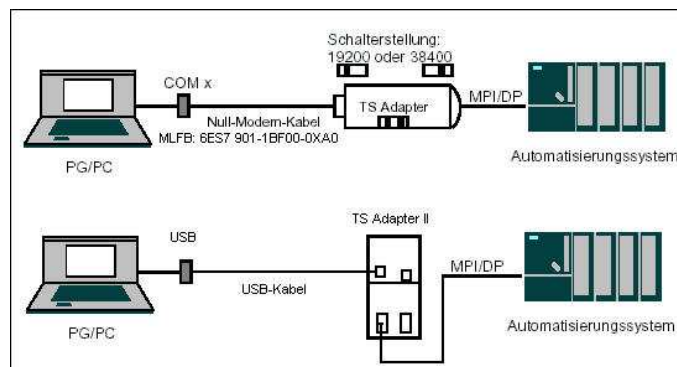 Schalterstellung:
19200 oder 38400
COM x
TS Adapter
MPI/DP
Null-Modem-Kabel
MLFB: 6ES7 901-1BF00-0XA0
PG/PC
Automatisierungssystem
TS Adapter II
USB
MPI/DP
USB-Kabel
PG/PC
Automatisierungssystem